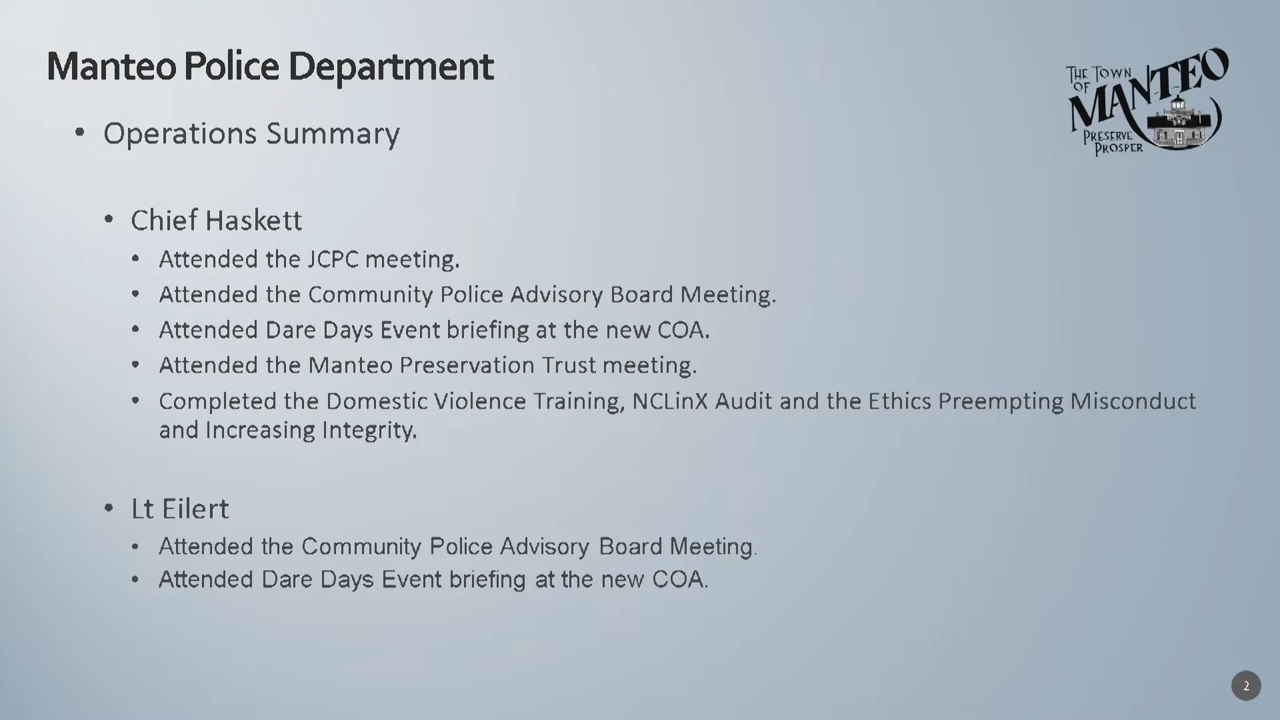 Manteo Police Department
THE TOWN
OF
MANTEO
PRESERVE
PROSPER
• Operations Summary
• Chief Haskett
• Attended the JCPC meeting.
• Attended the Community Police Advisory Board Meeting.
• Attended Dare Days Event briefing at the new COA.
• Attended the Manteo Preservation Trust meeting.
• Completed the Domestic Violence Training, NCLinX Audit and the Ethics Preempting Misconduct
and Increasing Integrity.
• Lt Eilert
• Attended the Community Police Advisory Board Meeting.
• Attended Dare Days Event briefing at the new COA.
2